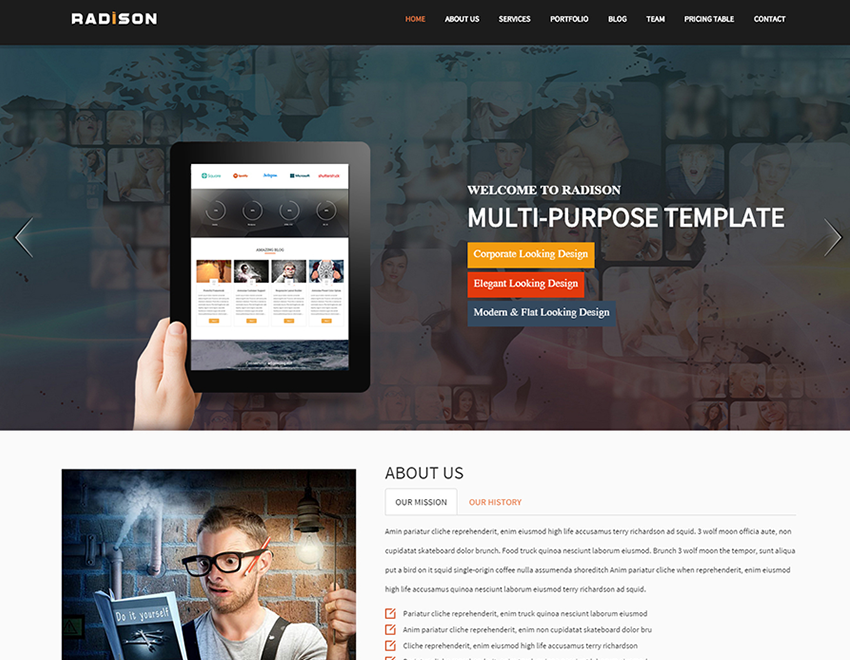 RADISON
HOME ABOUT US SERVICES PORTFOLIO BLOG TEAM PRICING TABLE CONTACT
Microsoft shutterstock
AMAZING BLOG
WELCOME TO RADISON
MULTI-PURPOSE TEMPLATE
Corporate Looking Design
Elegant Looking Design
Modern & Flat Looking Design
Do it yourself
ABOUT US
OUR MISSION OUR HISTORY
Amin pariatur cliche reprehenderit, enim eiusmod high life accusamus terry richardson ad squid. 3 wolf moon officia aute, non
cupidatat skateboard dolor brunch. Food truck quinoa nesciunt laborum eiusmod. Brunch 3 wolf moon the tempor, sunt aliqua
put a bird on it squid single-origin coffee nulla assumenda shoreditch Anim pariatur cliche when reprehenderit, enim eiusmod
high life accusamus quinoa nesciunt laborum eiusmod terry richardson ad squid.
Pariatur cliche reprehenderit, enim truck quinoa nesciunt laborum eiusmod
Anim pariatur cliche reprehenderit, enim non cupidatat skateboard dolor bru
Cliche reprehenderit, enim eiusmod high life accusamus terry richardson